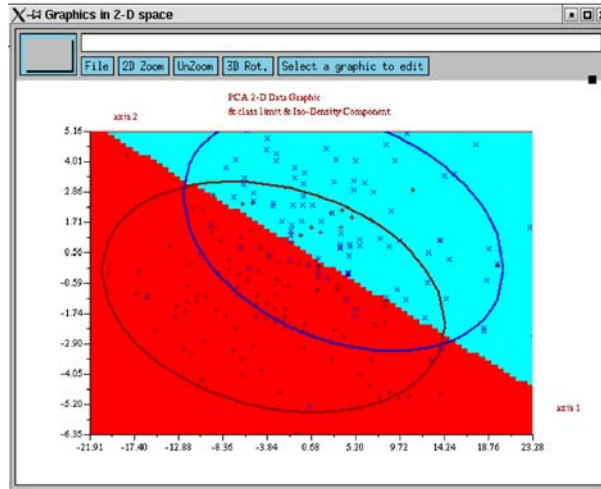 Graphics in 2-D space
File 2D Zoom UnZoom 3D Rot. Select a graphic to edit
PCA 2-D Data Graphic
& class limit & Iso-Density Component
axis 2
5.16
4.01
2.86
1.71
0.56
-0.59
-1.74
-2.90
-4.05
-5.20
-6.35
axis 1
-21.91 -17.40 -12.88 -8.36 -3.84 0.68 5.20 9.72 14.24 18.76 23.28